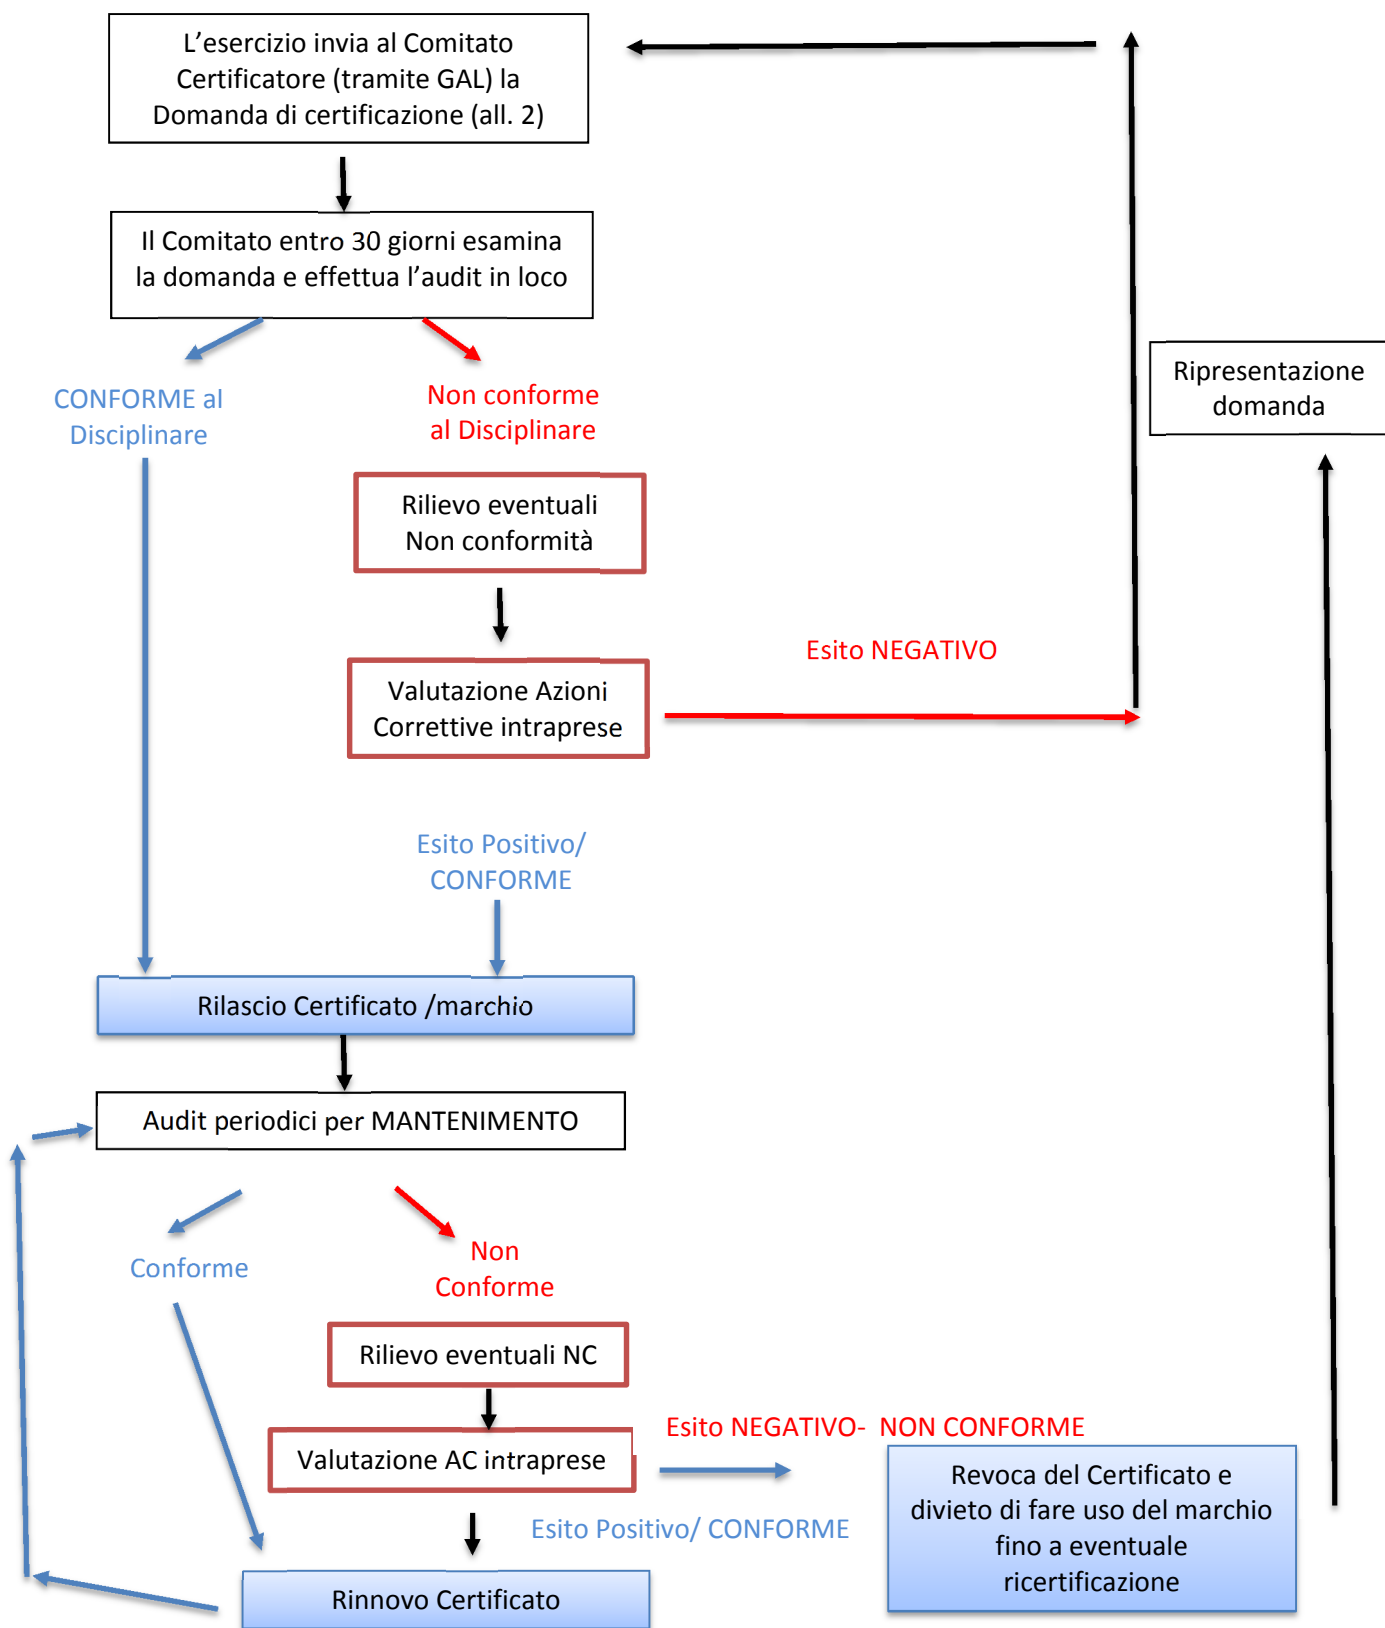 L’esercizio invia al Comitato
Certificatore (tramite GAL) la
Domanda di certificazione (all. 2)
Il Comitato entro 30 giorni esamina
la domanda e effettua l’audit in loco
CONFORME al
Disciplinare
Non conforme
al Disciplinare
Ripresentazione
domanda
Rilievo eventuali
Non conformità
Valutazione Azioni
Correttive intraprese
Esito NEGATIVO
Esito Positivo/
CONFORME
Rilascio Certificato /marchio
Audit periodici per MANTENIMENTO
Conforme
Non
Conforme
Rilievo eventuali NC
Valutazione AC intraprese
Esito NEGATIVO-  NON CONFORME
Esito Positivo/ CONFORME
Revoca del Certificato e
divieto di fare uso del marchio
fino a eventuale
ricertificazione
Rinnovo Certificato